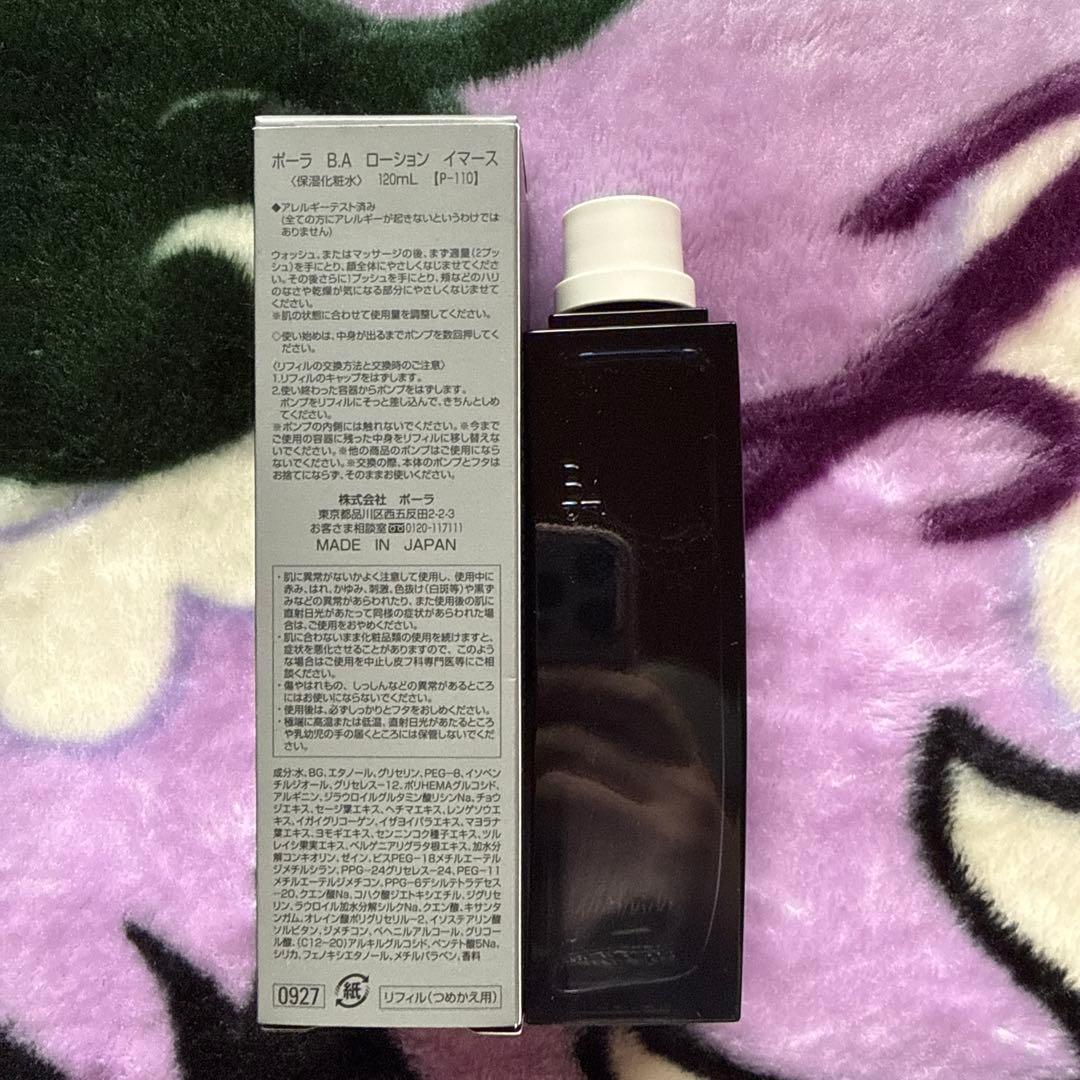 ポーラ B.A ローション イマース
〈保湿化粧水〉 120mL 【P-110】
◆アレルギーテスト済み
(全ての方にアレルギーが起きないというわけでは
ありません)
ウォッシュ、またはマッサージの後、まず適量(2プッ
シュ)を手にとり、顔全体にやさしくなじませてくださ
い。その後さらに1プッシュを手にとり、頬などのハリ
のなさや乾燥が気になる部分にやさしくなじませて
ください。
※肌の状態に合わせて使用量を調整してください。
◇使い始めは、中身が出るまでポンプを数回押してく
ださい。
〈リフィルの交換方法と交換時のご注意〉
1.リフィルのキャップをはずします。
2.使い終わった容器からポンプをはずします。
ポンプをリフィルにそっと差し込んで、きちんとしめ
てください。
※ポンプの内側には触れないでください。※今まで
ご使用の容器に残った中身をリフィルに移し替えな
いでください。※他の商品のポンプはご使用になら
ないでください。※交換の際、本体のポンプとフタは
お捨てにならず、そのままお使いください。
株式会社 ポーラ
東京都品川区西五反田2-2-3
お客さま相談室 0120-117111
MADE IN JAPAN
・肌に異常がないかよく注意して使用し、使用中に
赤み、はれ、かゆみ、刺激、色抜け(白斑等)や黒ず
みなどの異常があらわれたり、また使用後の肌に
直射日光があたって同様の症状があらわれた場
合は、ご使用をおやめください。
・肌に合わないまま化粧品類の使用を続けますと、
症状を悪化させることがありますので、このよう
な場合はご使用を中止し皮フ科専門医等にご相
談ください。
・傷やはれもの、しっしんなどの異常があるところ
にはお使いにならないでください。
・使用後は、必ずしっかりとフタをおしめください。
・極端に高温または低温、直射日光があたるところ
や乳幼児の手の届くところには保管しないでくだ
さい。
成分:水、BG、エタノール、グリセリン、PEG-8、イソペン
チルジオール、グリセレス-12、ポリHEMAグルコシド、
アルギニン、ジラウロイルグルタミン酸リシンNa、チョウ
ジエキス、セージ葉エキス、ヘチマエキス、レンゲソウエ
キス、イガイグリコーゲン、イザヨイバラエキス、マヨラナ
葉エキス、ヨモギエキス、センニンコク種子エキス、ツル
レイシ果実エキス、ベルゲニアリグラタ根エキス、加水分
解コンキオリン、ゼイン、ビスPEG-18メチルエーテル
ジメチルシラン、PPG-24グリセレス-24、PEG-11
メチルエーテルジメチコン、PPG-6デシルテトラデセス
-20、クエン酸Na、コハク酸ジエトキシエチル、ジグリセ
リン、ラウロイル加水分解シルクNa、クエン酸、キサンタ
ンガム、オレイン酸ポリグリセリル-2、イソステアリン酸
ソルビタン、ジメチコン、ベヘニルアルコール、グリコー
ル酸、(C12-20)アルキルグルコシド、ペンテト酸5Na、
シリカ、フェノキシエタノール、メチルパラベン、香料
0927 紙 リフィル(つめかえ用)